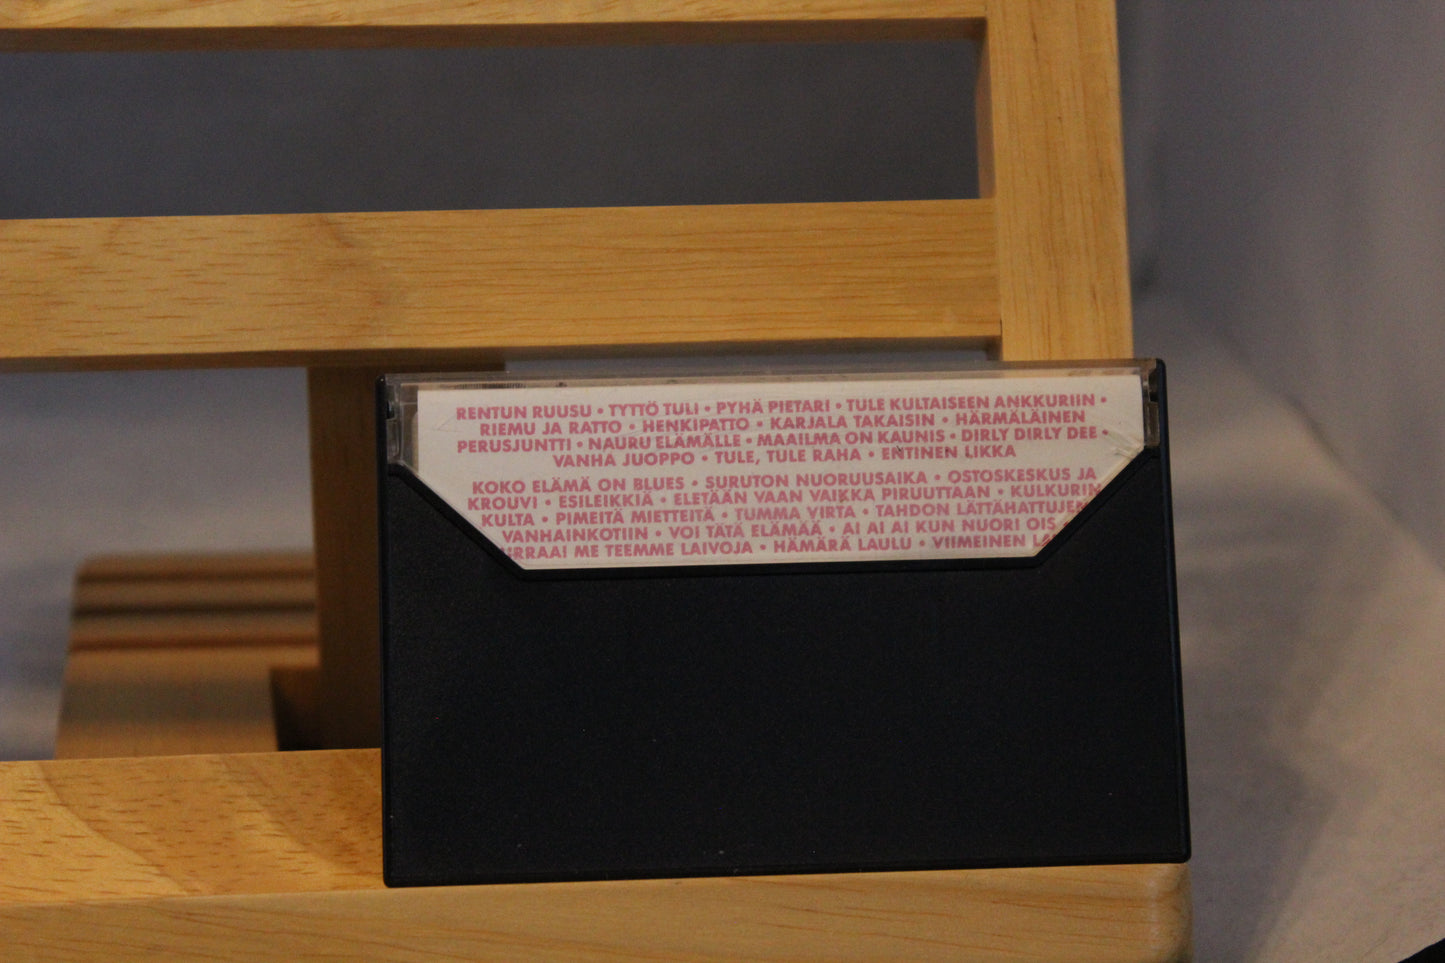 RENTUN RUUSU • TYTTÖ TULI • PYHÄ PIETARI • TULE KULTAISEEN ANKKURIIN •
RIEMU JA RATTO • HENKIPATTO • KARJALA TAKAISIN • HÄRMÄLÄINEN
PERUSJUNTTI • NAURU ELÄMÄLLE • MAAILMA ON KAUNIS • DIRLY DIRLY DEE •
VANHA JUOPPO • TULE, TULE RAHA • ENTINEN LIKKA
KOKO ELÄMÄ ON BLUES • SURUTON NUORUUSAIKA • OSTOSKESKUS JA
KROUVI • ESILEIKKIÄ • ELETÄÄN VAAN VAIKKA PIRUUTTAAN • KULKURIN
KULTA • PIMEITÄ MIETTEITÄ • TUMMA VIRTA • TAHDON LÄTTÄHATTUJEN
VANHAINKOTIIN • VOI TÄTÄ ELÄMÄÄ • AI AI AI KUN NUORI OIS
ME TEEMME LAIVOJA • HÄMÄRÄ LAULU • VIIMEINEN